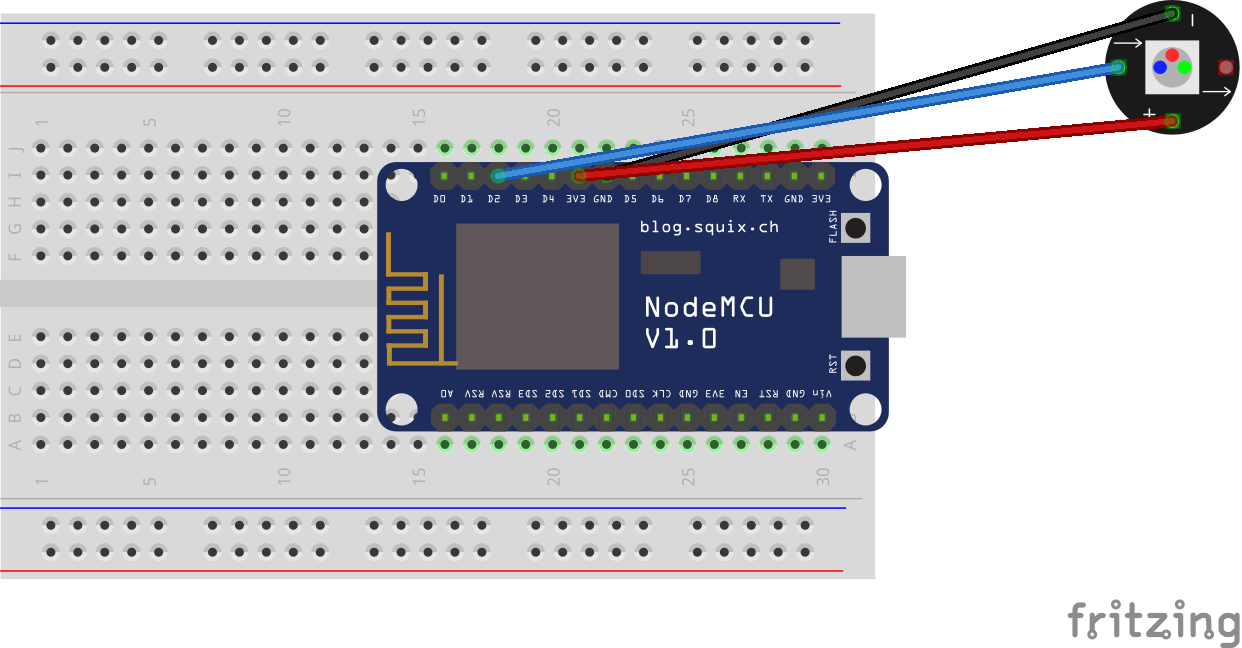 1 5 10 15 20 25
J
I
H
G
F
D0 D1 D2 D3 D4 3V3 GND D5 D6 D7 D8 RX TX GND 3V3
blog.squix.ch
FLASH
NodeMCU
V1.0
RST
A0 RSV RSV SD3 SD2 SD1 CMD SD0 CLK GND 3V3 EN RST GND Vin
E
D
C
B
A A
1 5 10 15 20 25 30
−
+
fritzing